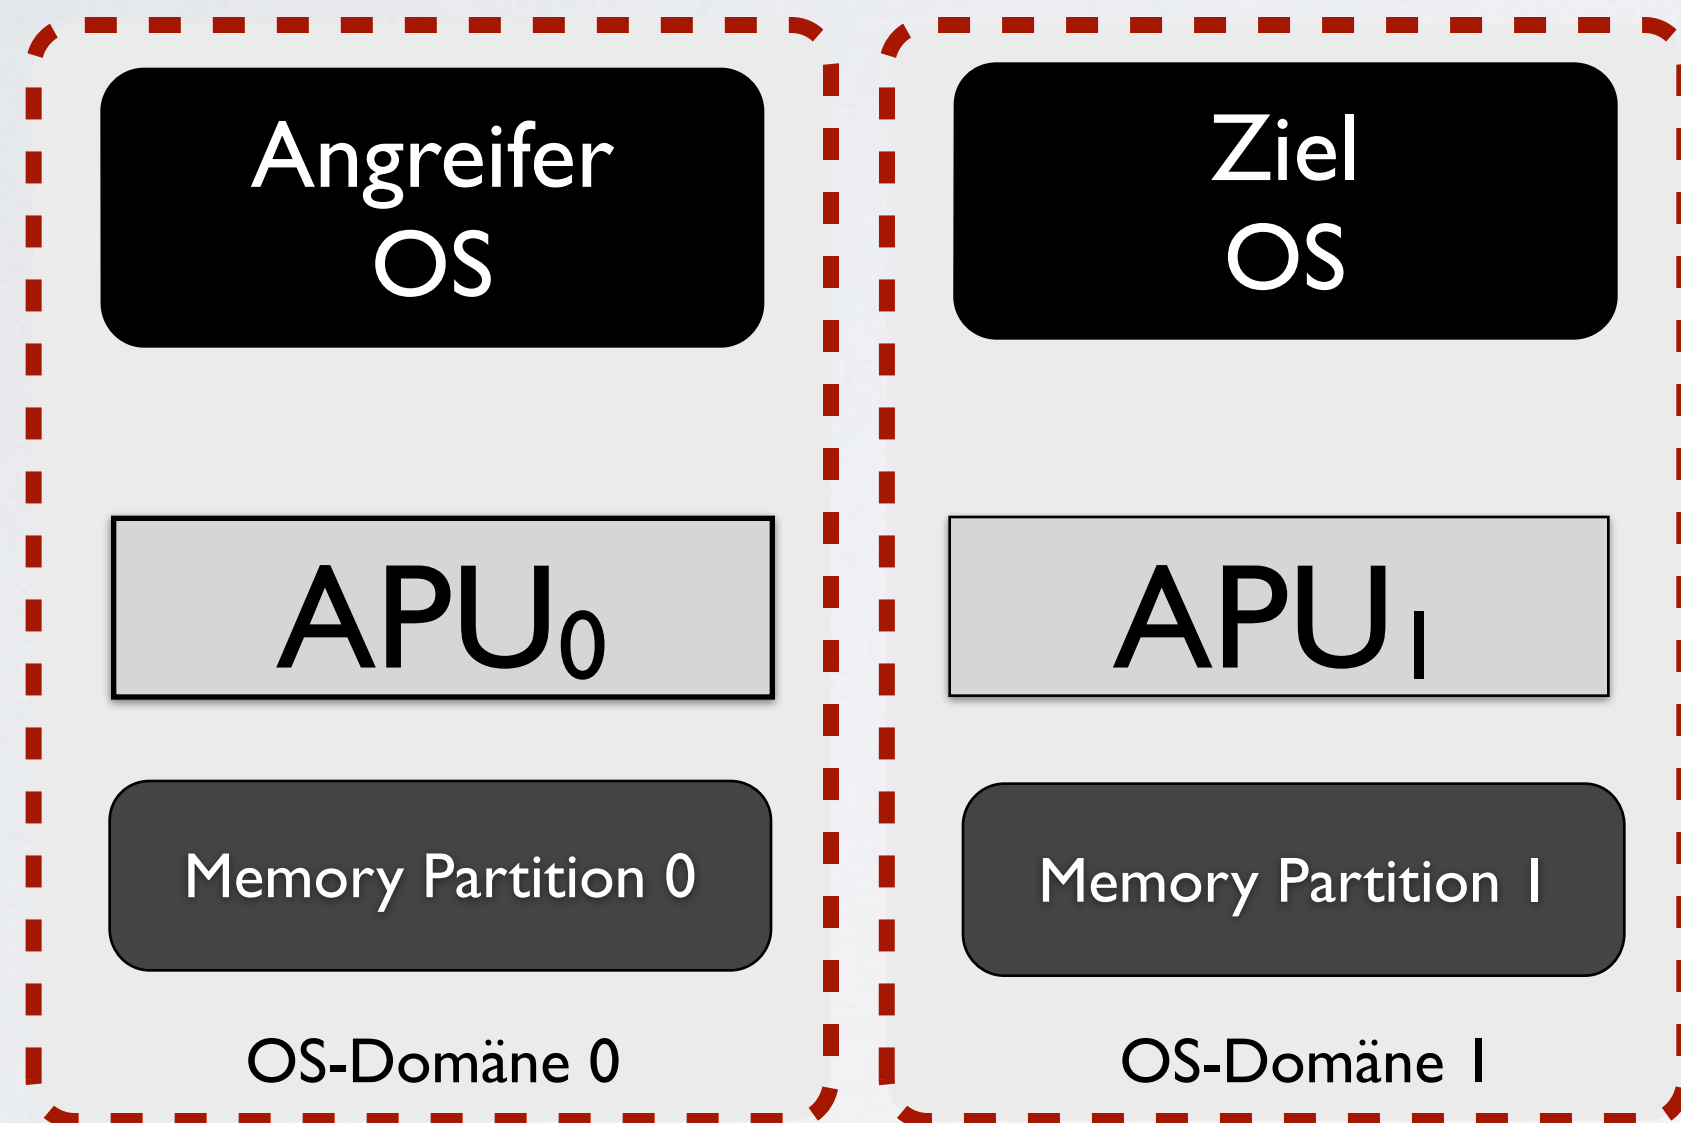 Angreifer
OS
APU₀
Memory Partition 0
OS-Domäne 0
Ziel
OS
APU₁
Memory Partition 1
OS-Domäne 1